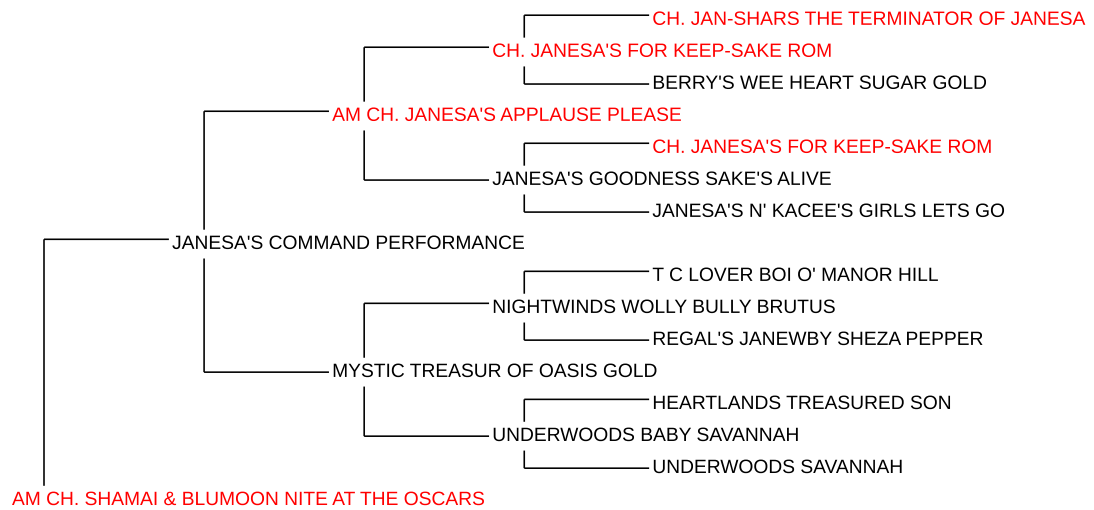 CH. JAN-SHARS THE TERMINATOR OF JANESA
CH. JANESA'S FOR KEEP-SAKE ROM
BERRY'S WEE HEART SUGAR GOLD
AM CH. JANESA'S APPLAUSE PLEASE
CH. JANESA'S FOR KEEP-SAKE ROM
JANESA'S GOODNESS SAKE'S ALIVE
JANESA'S N' KACEE'S GIRLS LETS GO
JANESA'S COMMAND PERFORMANCE
T C LOVER BOI O' MANOR HILL
NIGHTWINDS WOLLY BULLY BRUTUS
REGAL'S JANEWBY SHEZA PEPPER
MYSTIC TREASUR OF OASIS GOLD
HEARTLANDS TREASURED SON
UNDERWOODS BABY SAVANNAH
UNDERWOODS SAVANNAH
AM CH. SHAMAI & BLUMOON NITE AT THE OSCARS